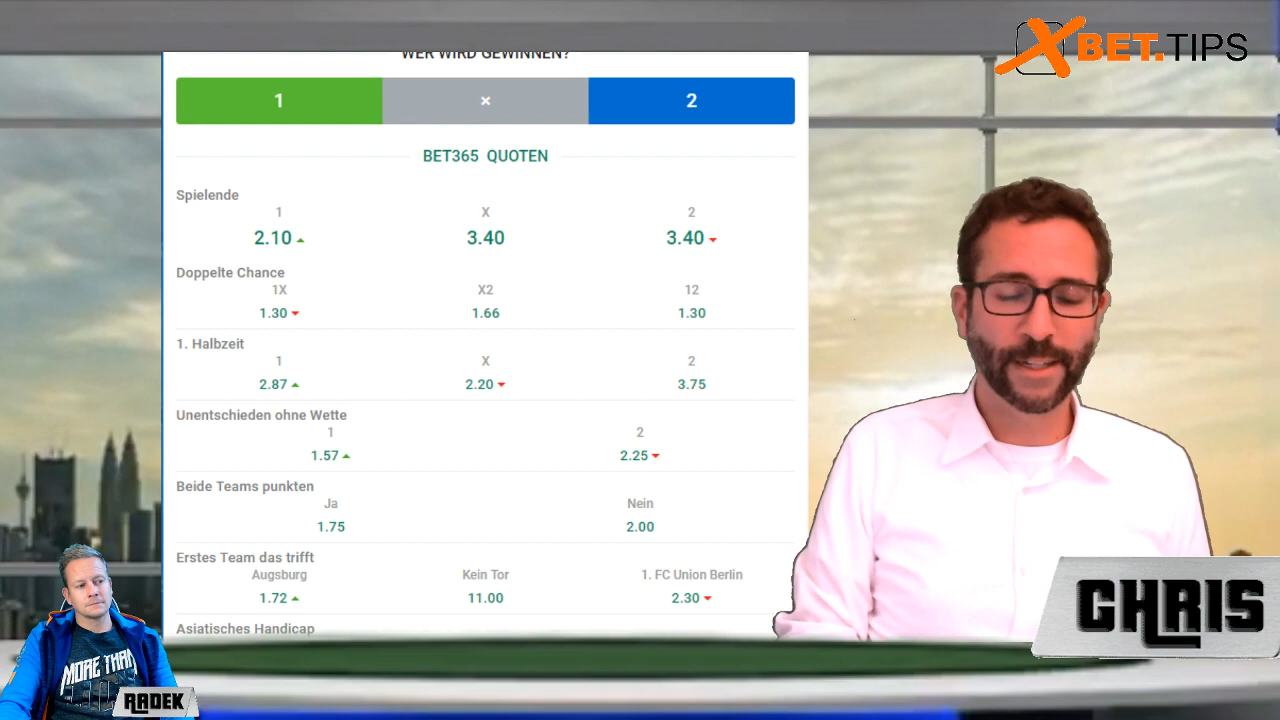 XBET.TIPS
WER WIRD GEWINNEN?
1 × 2
BET365 QUOTEN
Spielende
1 X 2
2.10 3.40 3.40
Doppelte Chance
1X X2 12
1.30 1.66 1.30
1. Halbzeit
1 X 2
2.87 2.20 3.75
Unentschieden ohne Wette
1 2
1.57 2.25
Beide Teams punkten
Ja Nein
1.75 2.00
Erstes Team das trifft
Augsburg Kein Tor 1. FC Union Berlin
1.72 11.00 2.30
Asiatisches Handicap
CHRIS
MORE THAN
RADEK